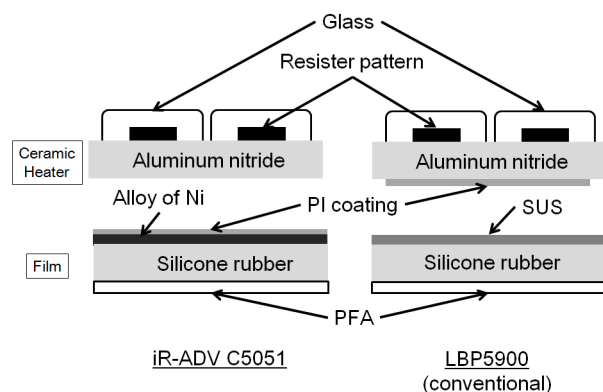 Glass
Resister pattern
Ceramic
Heater
Aluminum nitride
Aluminum nitride
Alloy of Ni
PI coating
SUS
Film
Silicone rubber
Silicone rubber
PFA
iR-ADV C5051
LBP5900
(conventional)